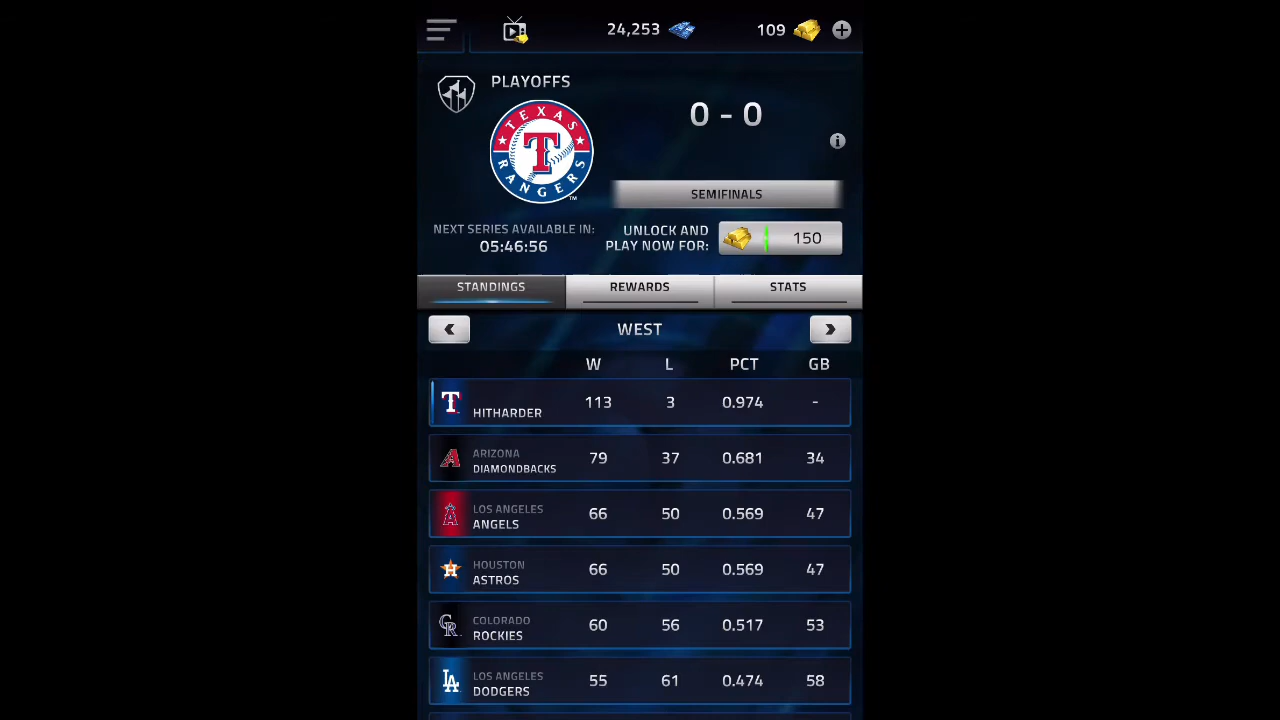 24,253
109
PLAYOFFS
TEXAS
T
RANGERS
TM
0 - 0
SEMIFINALS
NEXT SERIES AVAILABLE IN:
05:46:56
UNLOCK AND
PLAY NOW FOR:
150
STANDINGS REWARDS STATS
WEST
W L PCT GB
T HITHARDER 113 3 0.974 -
A ARIZONA
DIAMONDBACKS 79 37 0.681 34
A LOS ANGELES
ANGELS 66 50 0.569 47
H HOUSTON
ASTROS 66 50 0.569 47
CR COLORADO
ROCKIES 60 56 0.517 53
LA LOS ANGELES
DODGERS 55 61 0.474 58